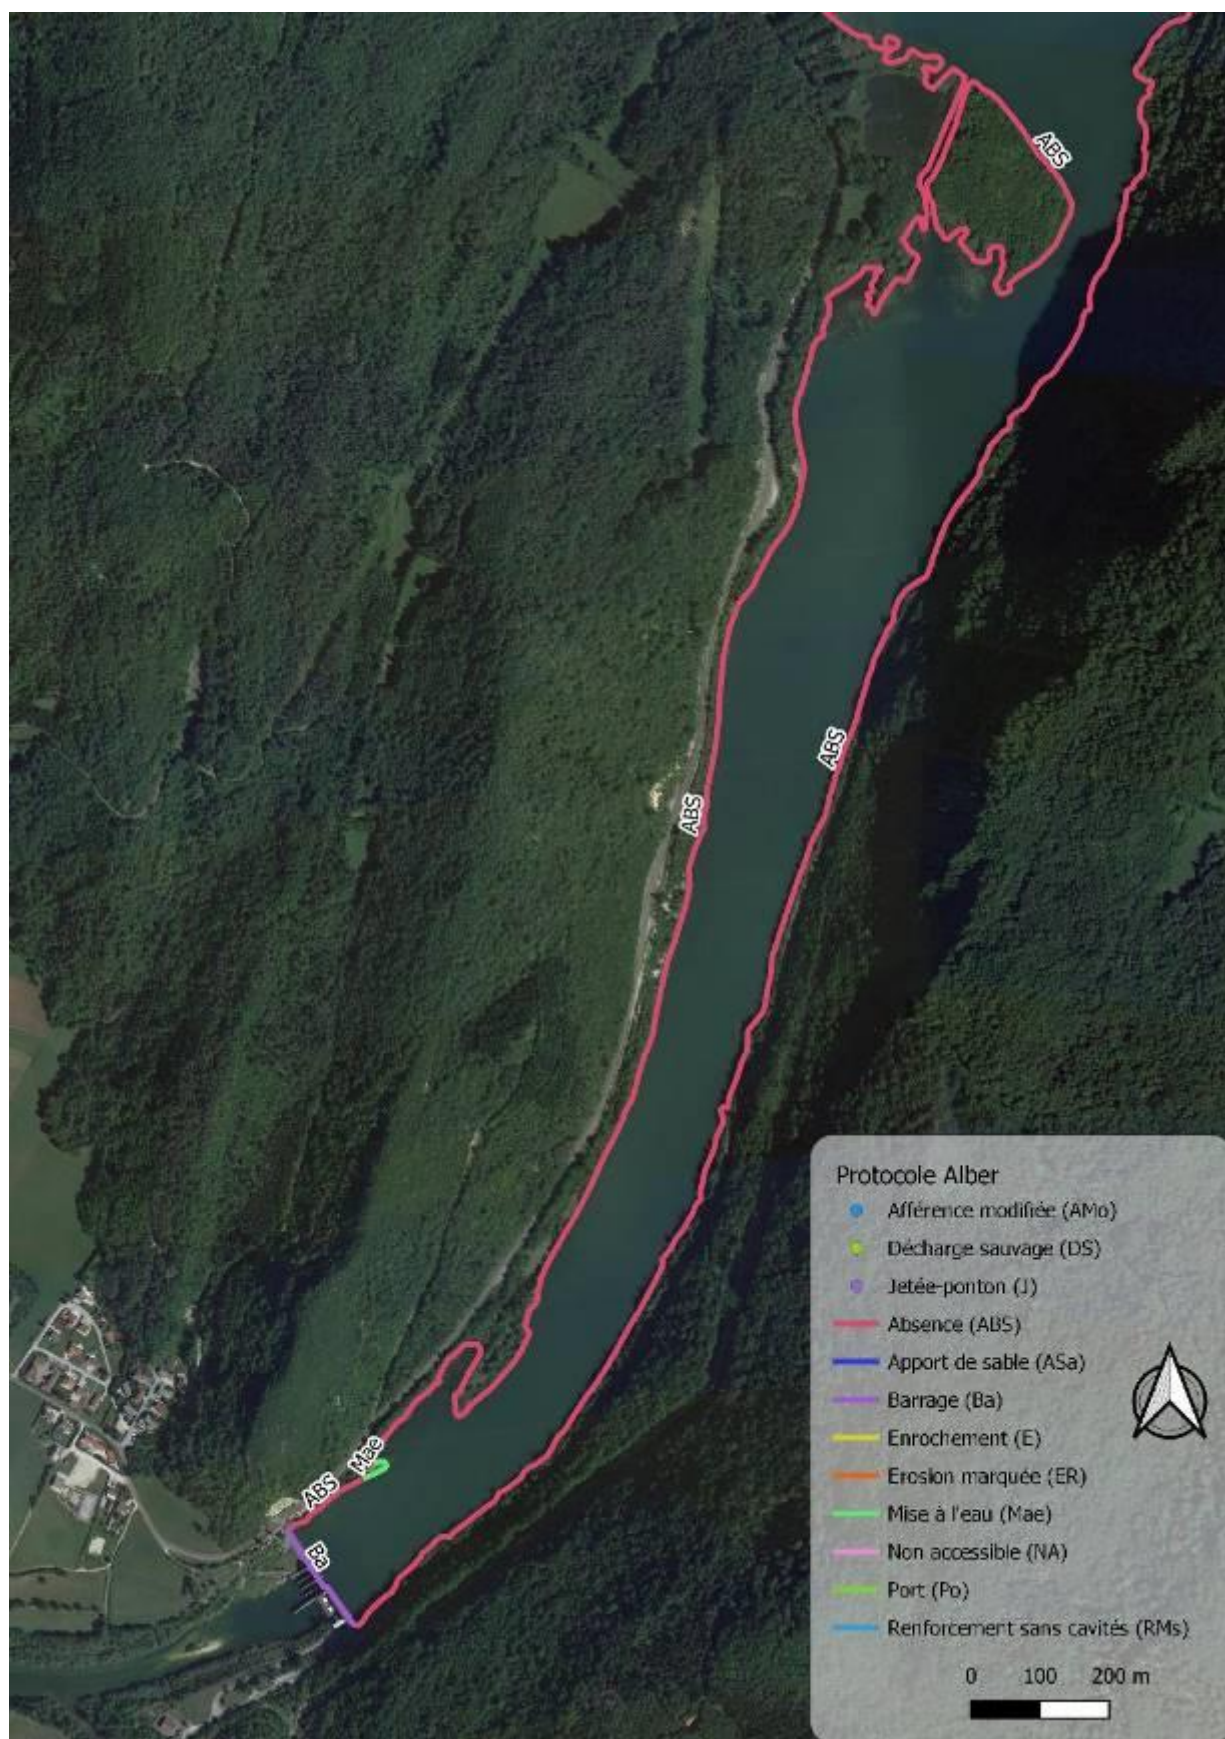 ABS
ABS
ABS
Mae
ABS
Ba
Protocole Alber
Afférence modifiée (AMo)
Décharge sauvage (DS)
Jetée-ponton (J)
Absence (ABS)
Apport de sable (ASa)
Barrage (Ba)
Enrochement (E)
Erosion marquée (ER)
Mise à l'eau (Mae)
Non accessible (NA)
Port (Po)
Renforcement sans cavités (RMs)
0 100 200 m